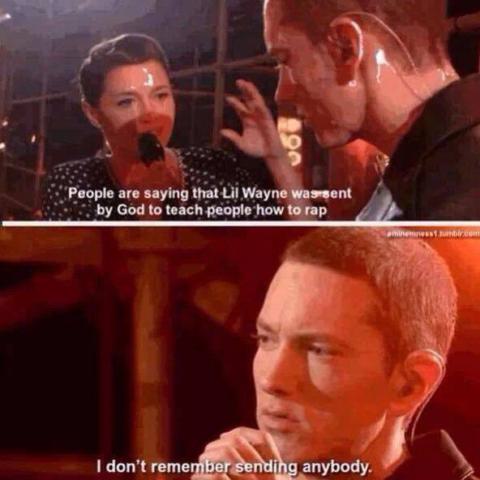 People are saying that Lil Wayne was sent
by God to teach people how to rap
eminemness1.tumblr.com
I don't remember sending anybody.